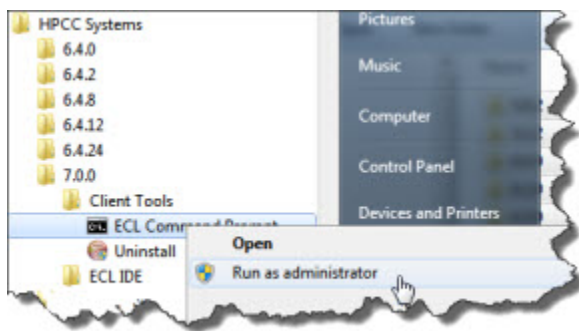 HPCC Systems
6.4.0
6.4.2
6.4.8
6.4.12
6.4.24
7.0.0
Client Tools
ECL Command Prompt
Uninstall
ECL IDE
Pictures
Music
Computer
Control Panel
Devices and Printers
Open
Run as administrator